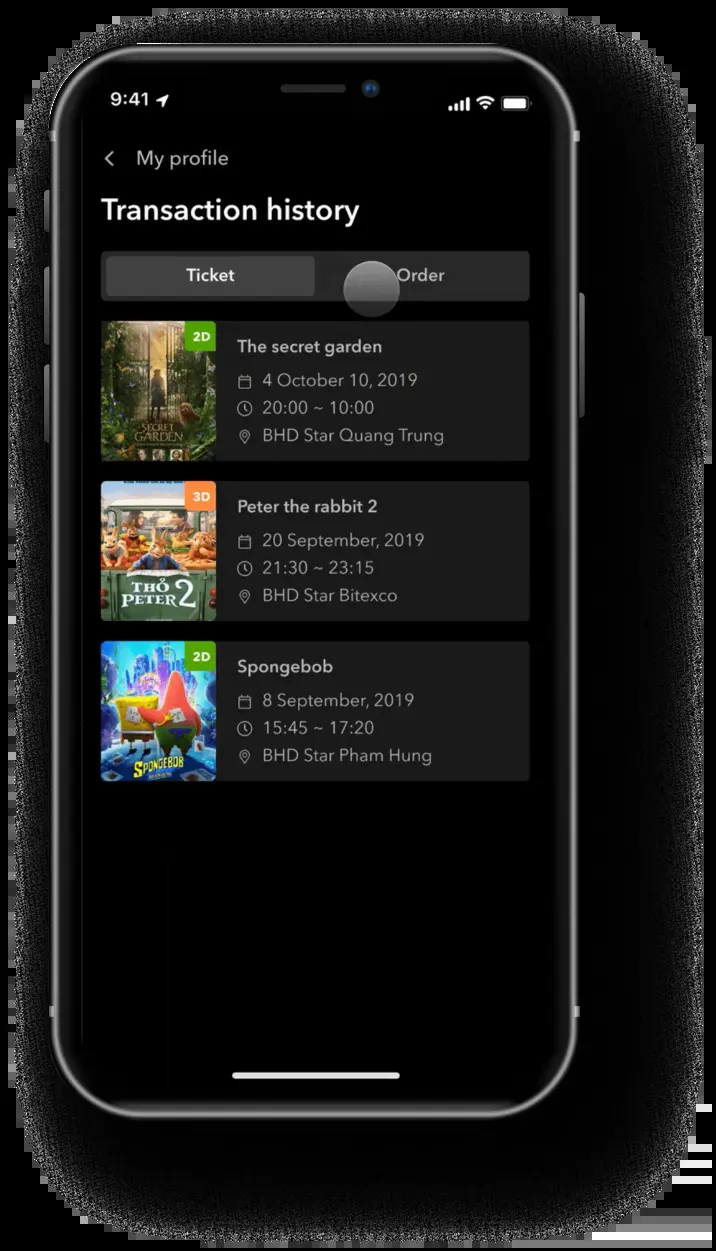 9:41
My profile
Transaction history
Ticket
Order
2D
The secret garden
4 October 10, 2019
20:00 ~ 10:00
BHD Star Quang Trung
SECRET
GARDEN
3D
Peter the rabbit 2
20 September, 2019
21:30 ~ 23:15
BHD Star Bitexco
THỎ
PETER 2
2D
Spongebob
8 September, 2019
15:45 ~ 17:20
BHD Star Pham Hung
SPONGEBOB